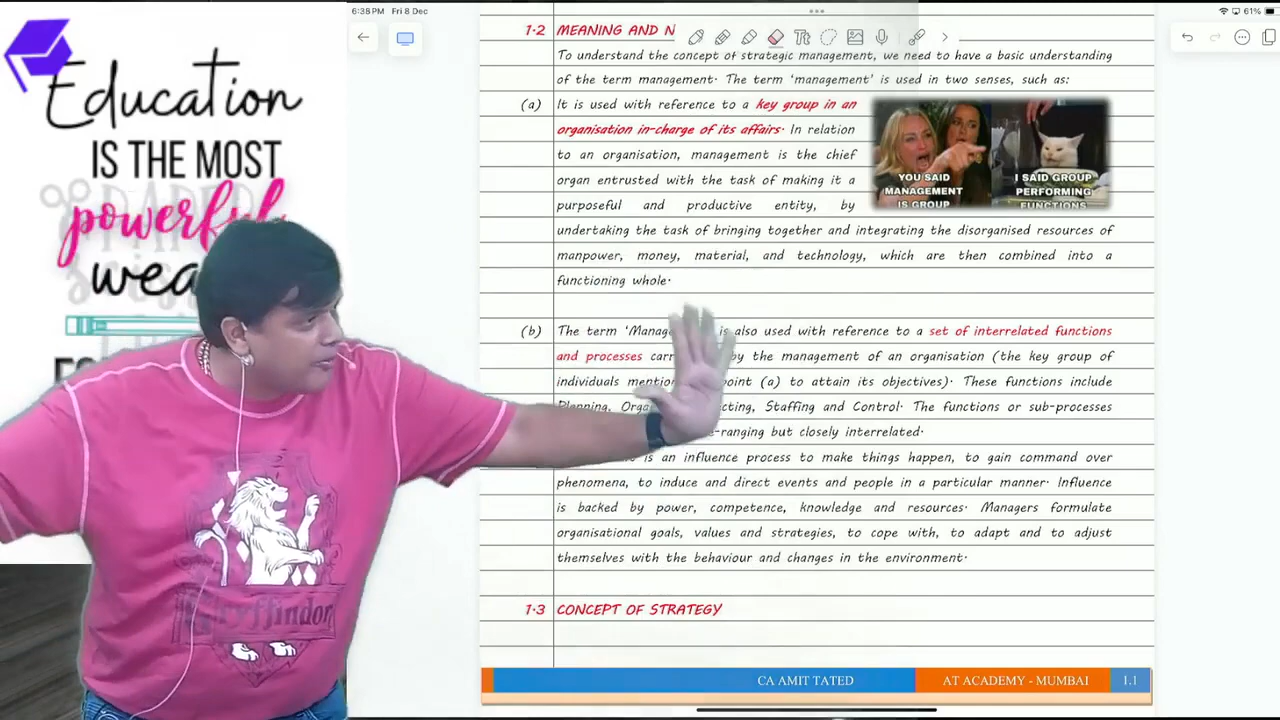 6:38 PM Fri 8 Dec
61%
Education
IS THE MOST
powerful
1.2 MEANING AND N
To understand the concept of strategic management, we need to have a basic understanding
of the term management. The term ‘management’ is used in two senses, such as:
(a) It is used with reference to a key group in an
organisation in-charge of its affairs. In relation
to an organisation, management is the chief
organ entrusted with the task of making it a
purposeful and productive entity, by
undertaking the task of bringing together and integrating the disorganised resources of
manpower, money, material, and technology, which are then combined into a
functioning whole.
YOU SAID
MANAGEMENT
IS GROUP
I SAID GROUP
PERFORMING
FUNCTIONS
(b) The term ‘Manag is also used with reference to a set of interrelated functions
and processes carr by the management of an organisation (the key group of
individuals mentio oint (a) to attain its objectives). These functions include
Planning, Orga cting, Staffing and Control. The functions or sub-processes
-ranging but closely interrelated.
is an influence process to make things happen, to gain command over
phenomena, to induce and direct events and people in a particular manner. Influence
is backed by power, competence, knowledge and resources. Managers formulate
organisational goals, values and strategies, to cope with, to adapt and to adjust
themselves with the behaviour and changes in the environment.
1.3 CONCEPT OF STRATEGY
Gryffindor
CA AMIT TATED AT ACADEMY - MUMBAI 1.1